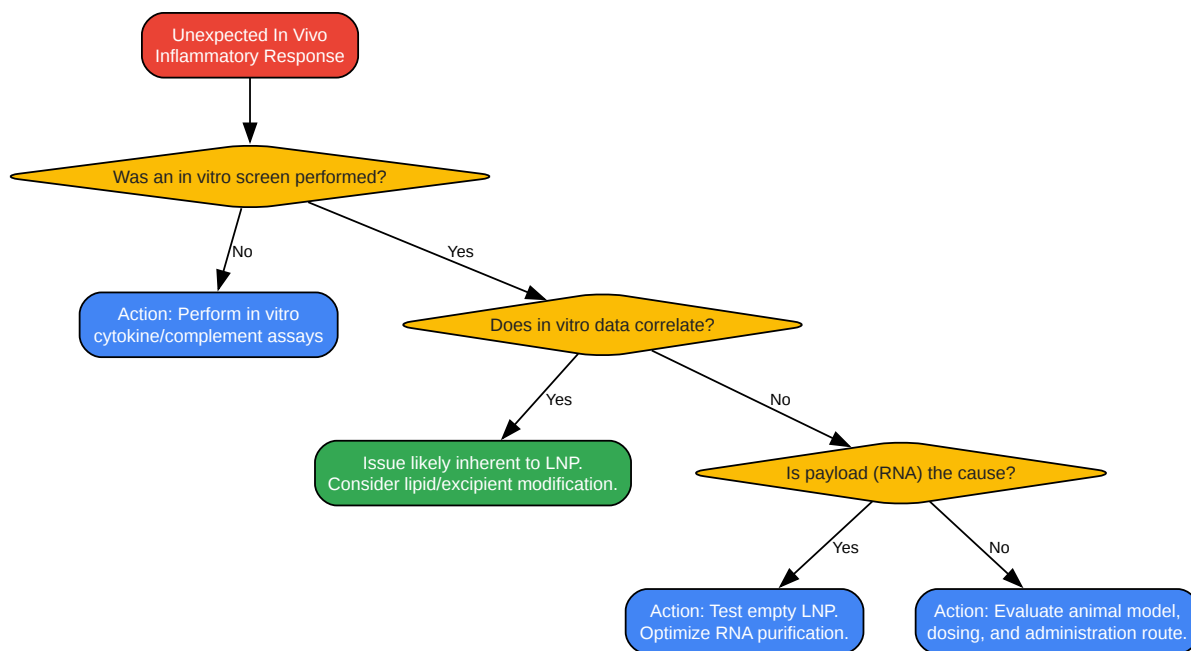 Unexpected In Vivo
Inflammatory Response
Was an in vitro screen performed?
No
Yes
Action: Perform in vitro
cytokine/complement assays
Does in vitro data correlate?
Yes
No
Issue likely inherent to LNP.
Consider lipid/excipient modification.
Is payload (RNA) the cause?
Yes
No
Action: Test empty LNP.
Optimize RNA purification.
Action: Evaluate animal model,
dosing, and administration route.